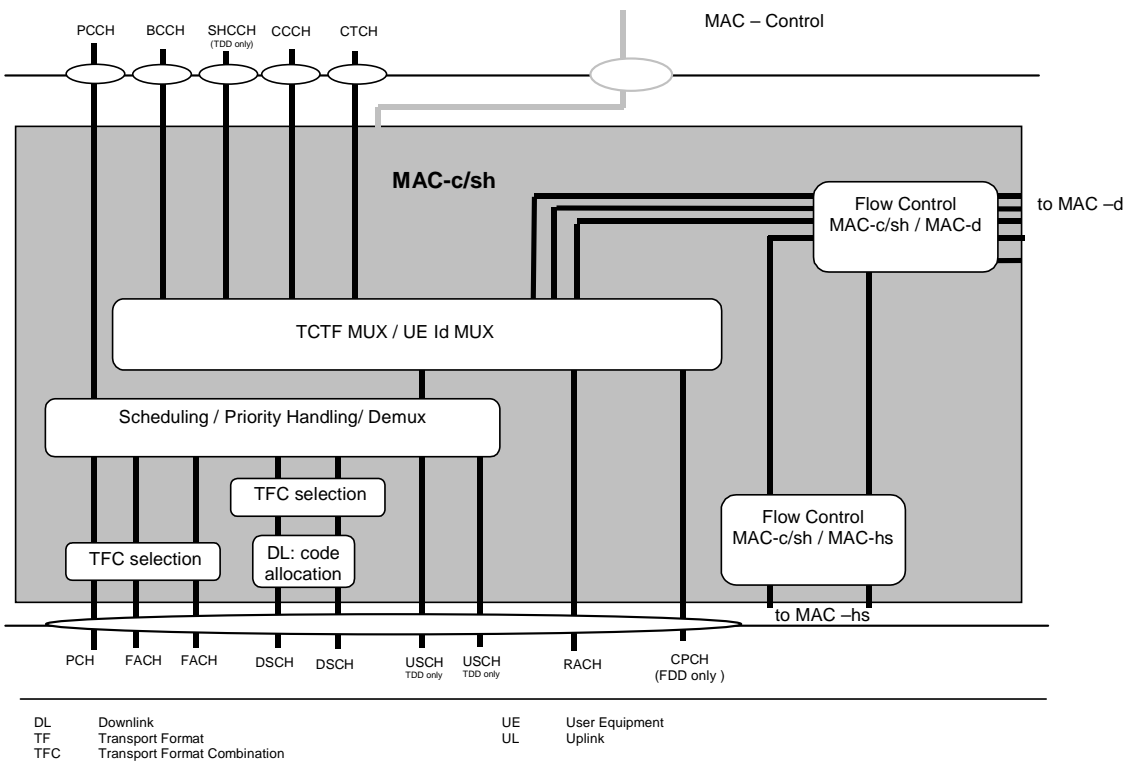 MAC – Control
PCCH
BCCH
SHCCH
(TDD only)
CCCH
CTCH
MAC-c/sh
Flow Control
MAC-c/sh / MAC-d
to MAC –d
TCTF MUX / UE Id MUX
Scheduling / Priority Handling/ Demux
TFC selection
Flow Control
MAC-c/sh / MAC-hs
TFC selection
DL: code
allocation
to MAC –hs
PCH
FACH
FACH
DSCH
DSCH
USCH
TDD only
USCH
TDD only
RACH
CPCH
(FDD only )
DL Downlink
TF Transport Format
TFC Transport Format Combination
UE User Equipment
UL Uplink